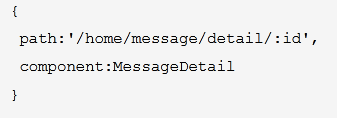 {
path:'/home/message/detail/:id',
component:MessageDetail
}